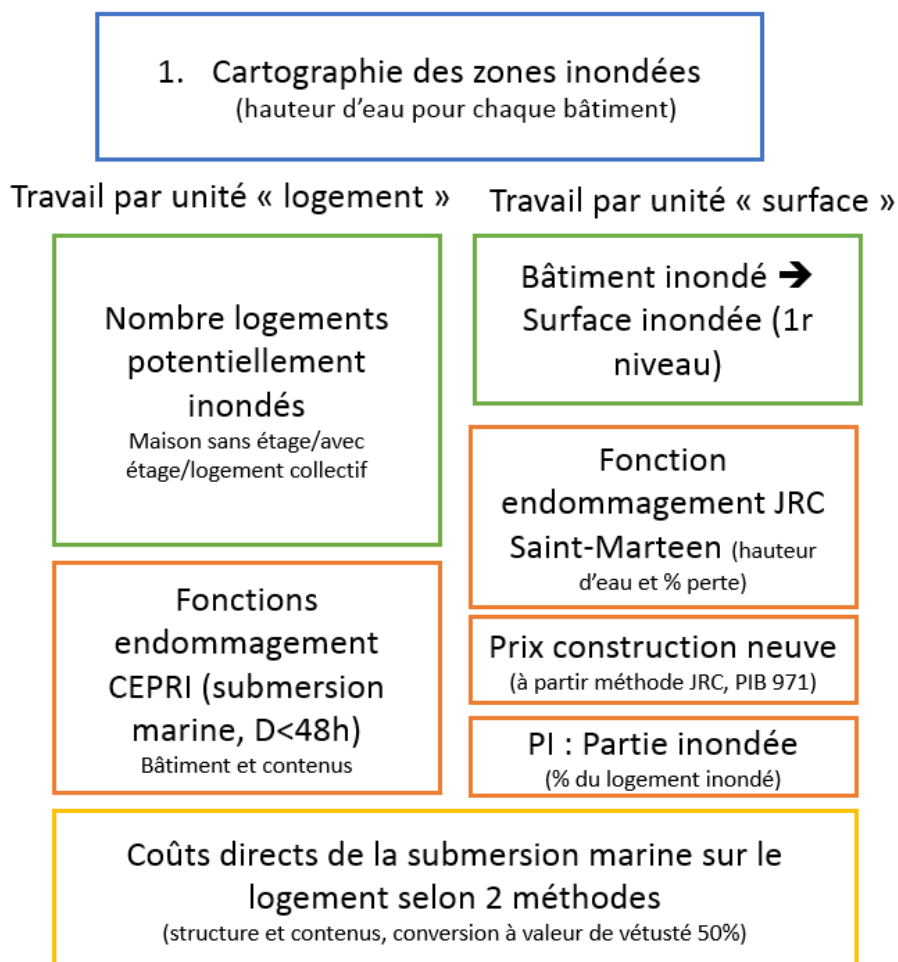 1. Cartographie des zones inondées
(hauteur d'eau pour chaque bâtiment)
Travail par unité « logement »
Nombre logements
potentiellement
inondés
Maison sans étage/avec
étage/logement collectif
Fonctions
endommagement
CEPRI (submersion
marine, D<48h)
Bâtiment et contenus
Travail par unité « surface »
Bâtiment inondé ➔
Surface inondée (1r
niveau)
Fonction
endommagement JRC
Saint-Marteen (hauteur
d'eau et % perte)
Prix construction neuve
(à partir méthode JRC, PIB 971)
PI : Partie inondée
(% du logement inondé)
Coûts directs de la submersion marine sur le
logement selon 2 méthodes
(structure et contenus, conversion à valeur de vétusté 50%)